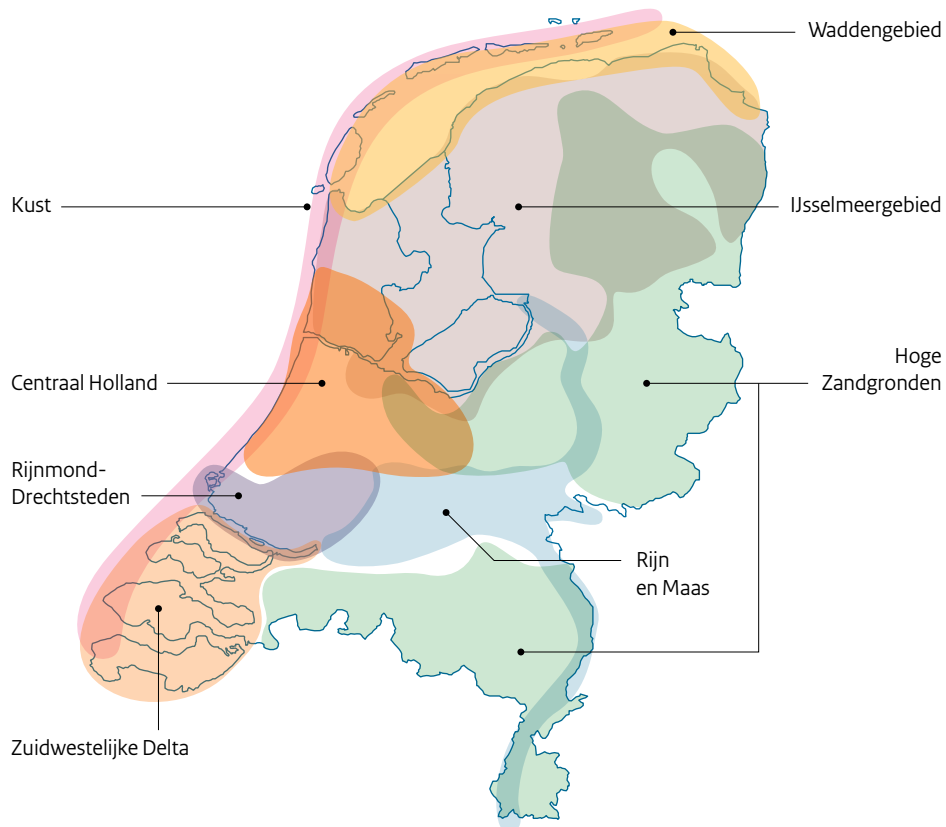 Waddengebied
Kust
IJsselmeergebied
Hoge
Zandgronden
Centraal Holland
Rijnmond-
Drechtsteden
Rijn
en Maas
Zuidwestelijke Delta